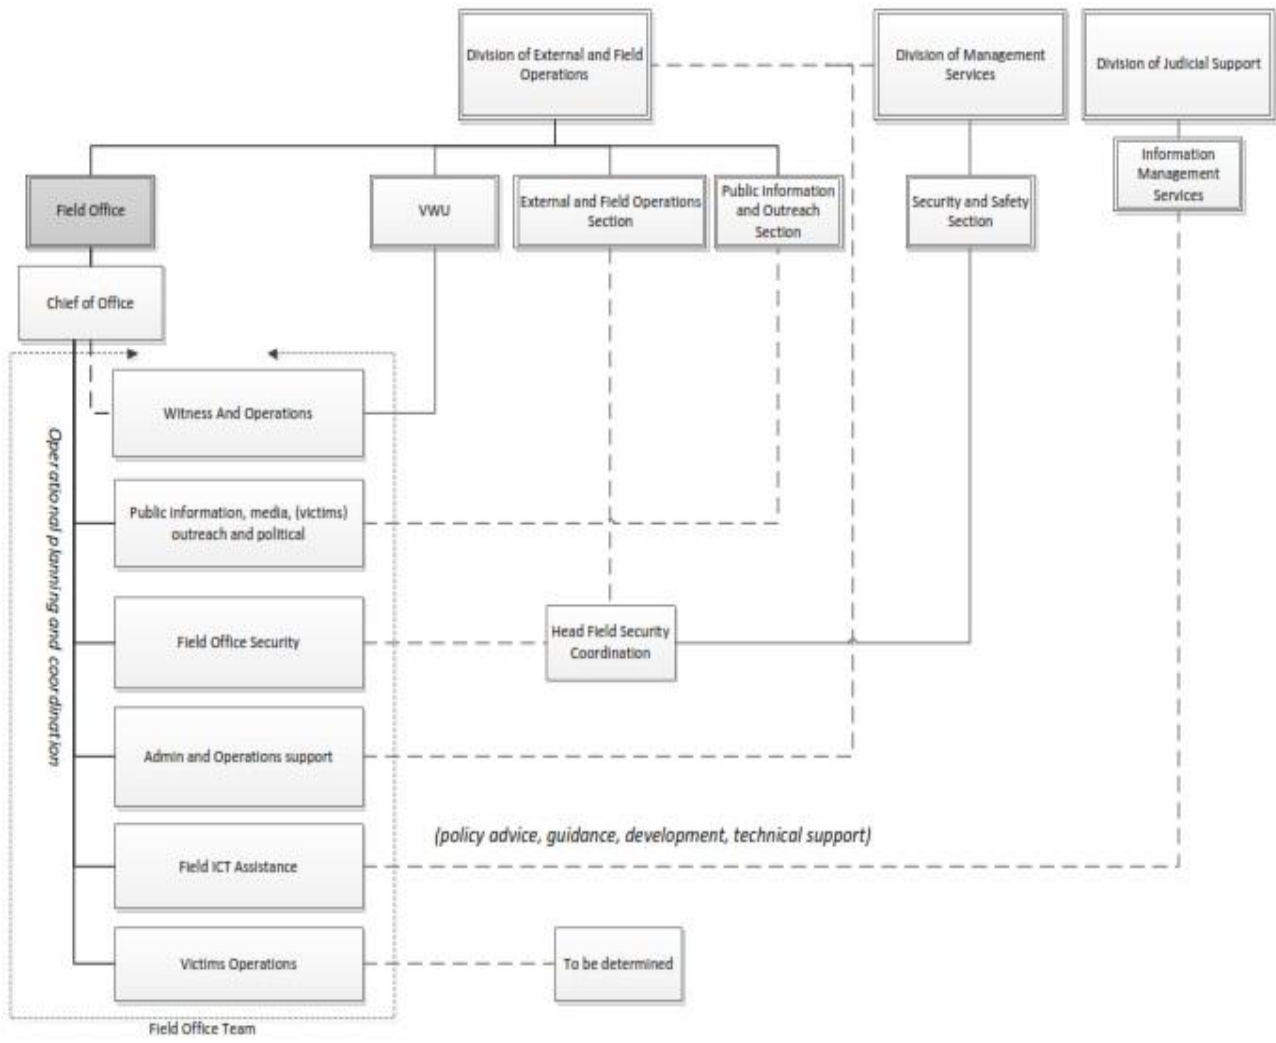 Division of External and Field
Operations
Division of Management
Services
Division of Judicial Support
Information
Management
Services
Field Office
VWU
External and Field Operations
Section
Public Information
and Outreach
Section
Security and Safety
Section
Chief of Office
Witness And Operations
Operational planning and coordination
Public information, media, (victims)
outreach and political
Field Office Security
Head Field Security
Coordination
Admin and Operations support
(policy advice, guidance, development, technical support)
Field ICT Assistance
Victims Operations
To be determined
Field Office Team